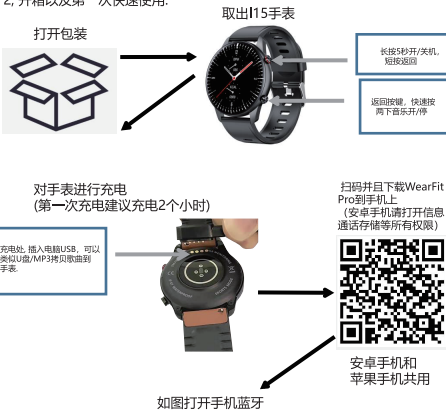 2, 开箱以及第一次快速使用:
取出I15手表
打开包装
长按5秒开/关机,
短按返回
返回按键,快速按
两下音乐开/停
对手表进行充电
(第一次充电建议充电2个小时)
充电处, 插入电脑USB, 可以
类似U盘/MP3拷贝歌曲到
手表.
扫码并且下载WearFit
Pro到手机上
(安卓手机请打开信息
通话存储等所有权限)
安卓手机和
苹果手机共用
如图打开手机蓝牙